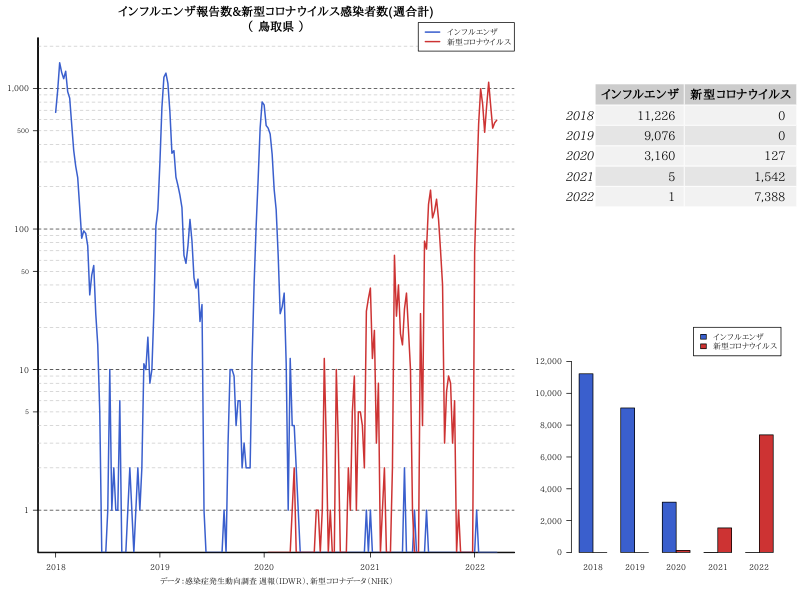 インフルエンザ報告数&新型コロナウイルス感染者数(週合計)
( 鳥取県 )
インフルエンザ
新型コロナウイルス
1,000
500
100
50
10
5
1
2018 2019 2020 2021 2022
データ：感染症発生動向調査 週報(IDWR)、新型コロナデータ(NHK)
インフルエンザ 新型コロナウイルス
2018 11,226 0
2019 9,076 0
2020 3,160 127
2021 5 1,542
2022 1 7,388
インフルエンザ
新型コロナウイルス
12,000
10,000
8,000
6,000
4,000
2,000
0
2018 2019 2020 2021 2022